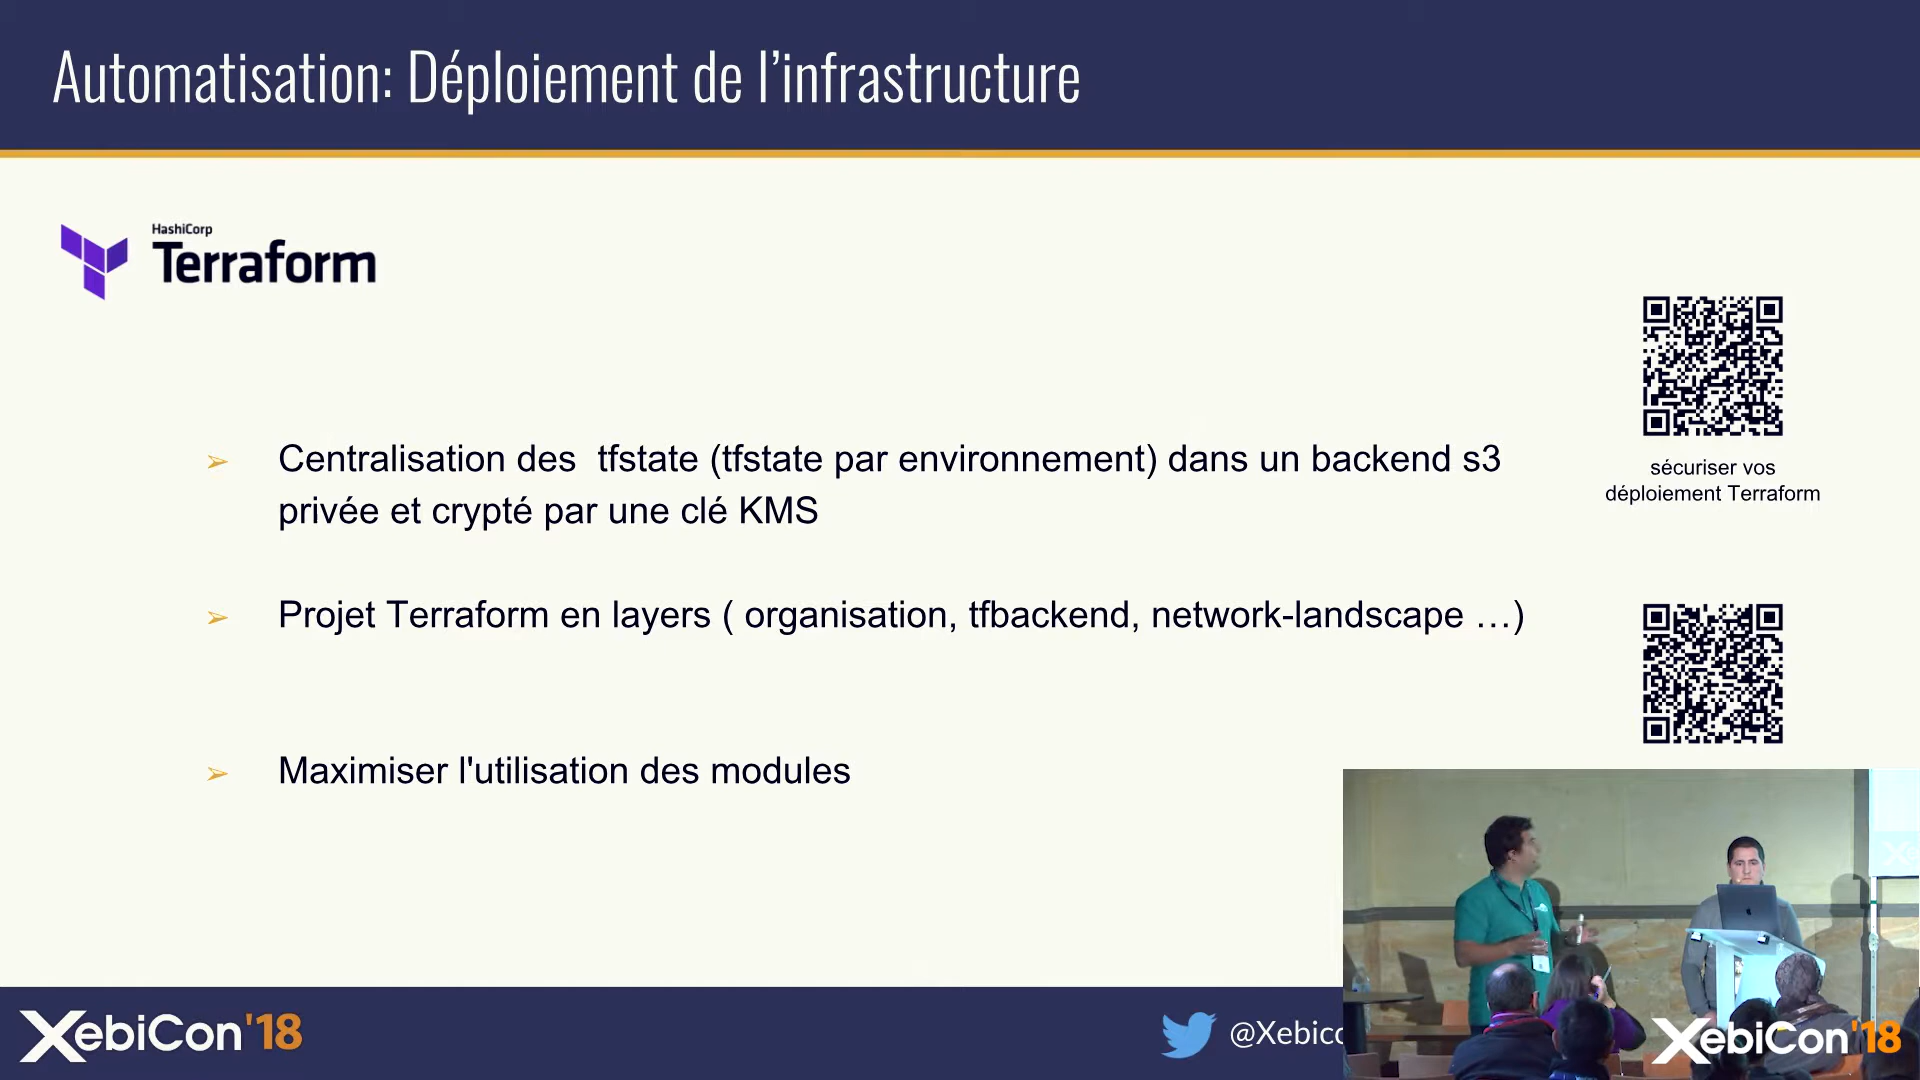 Automatisation: Déploiement de l’infrastructure
HashiCorp
Terraform
➢ Centralisation des  tfstate (tfstate par environnement) dans un backend s3
privée et crypté par une clé KMS
➢ Projet Terraform en layers ( organisation, tfbackend, network-landscape …)
➢ Maximiser l'utilisation des modules
sécuriser vos
déploiement Terraform
XebiCon'18
@Xebico
XebiCon'18